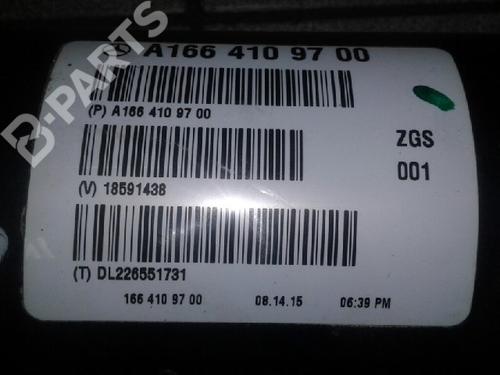 A166 410 97 00
(P) A166 410 97 00
ZGS
001
(V) 18591438
(T) DL226551731
166 410 97 00 08.14.15 06:39 PM
B-PARTS